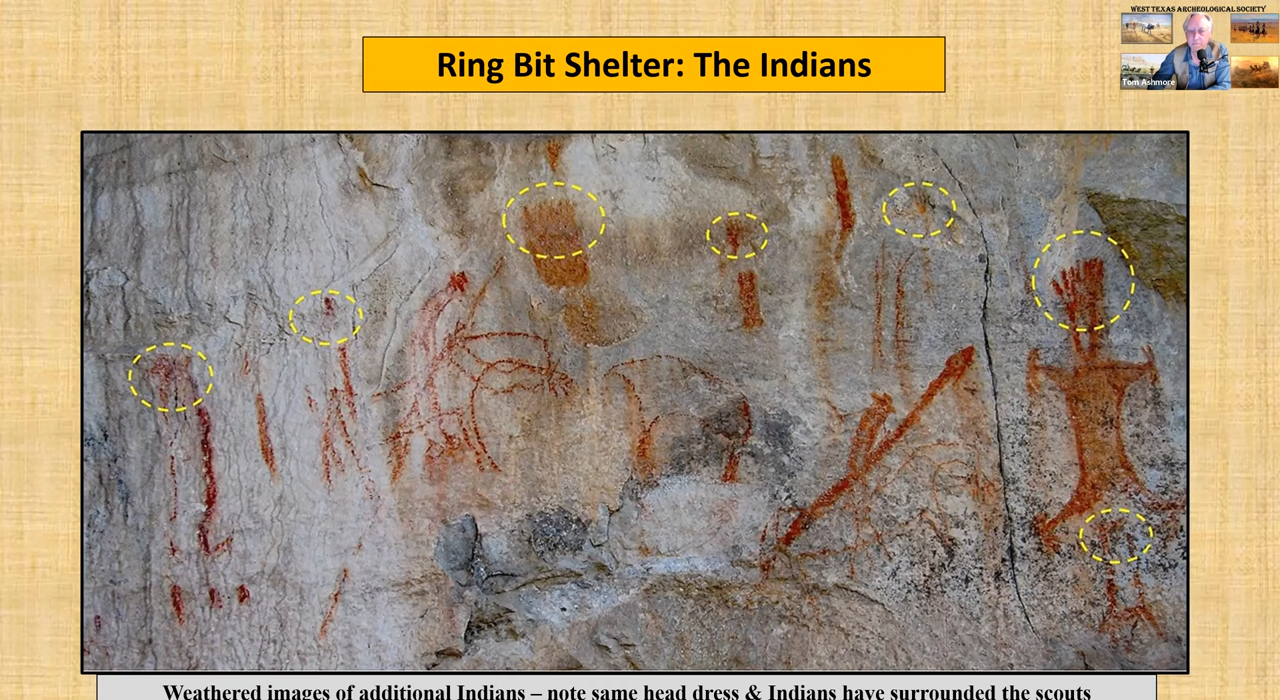 WEST TEXAS ARCHEOLOGICAL SOCIETY
Tom Ashmore
Ring Bit Shelter: The Indians
Weathered images of additional Indians – note same head dress & Indians have surrounded the scouts